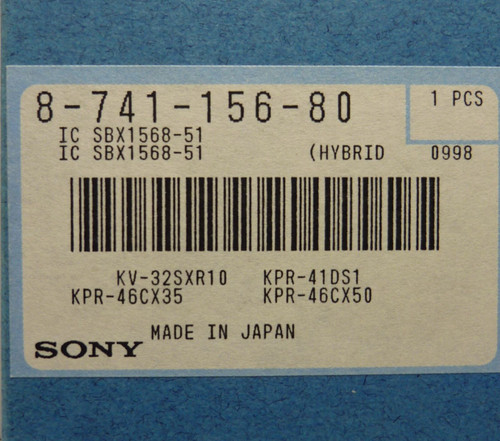 8-741-156-80 1 PCS
IC SBX1568-51
IC SBX1568-51 (HYBRID 0998
KV-32SXR10 KPR-41DS1
KPR-46CX35 KPR-46CX50
MADE IN JAPAN
SONY